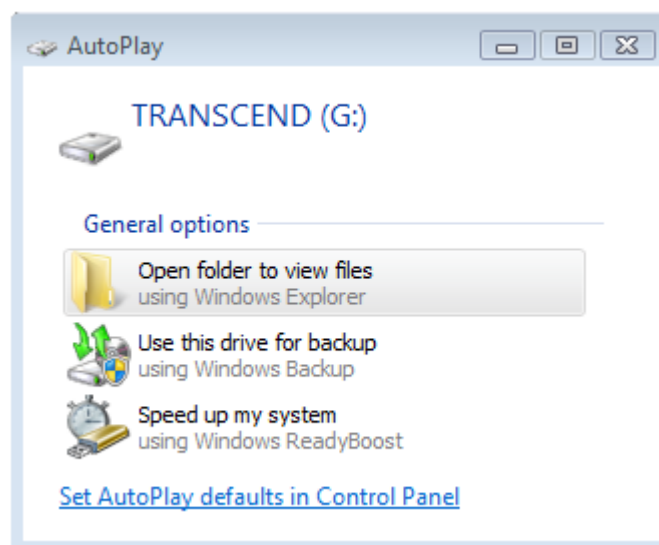 AutoPlay
TRANSCEND (G:)
General options
Open folder to view files
using Windows Explorer
Use this drive for backup
using Windows Backup
Speed up my system
using Windows ReadyBoost
Set AutoPlay defaults in Control Panel